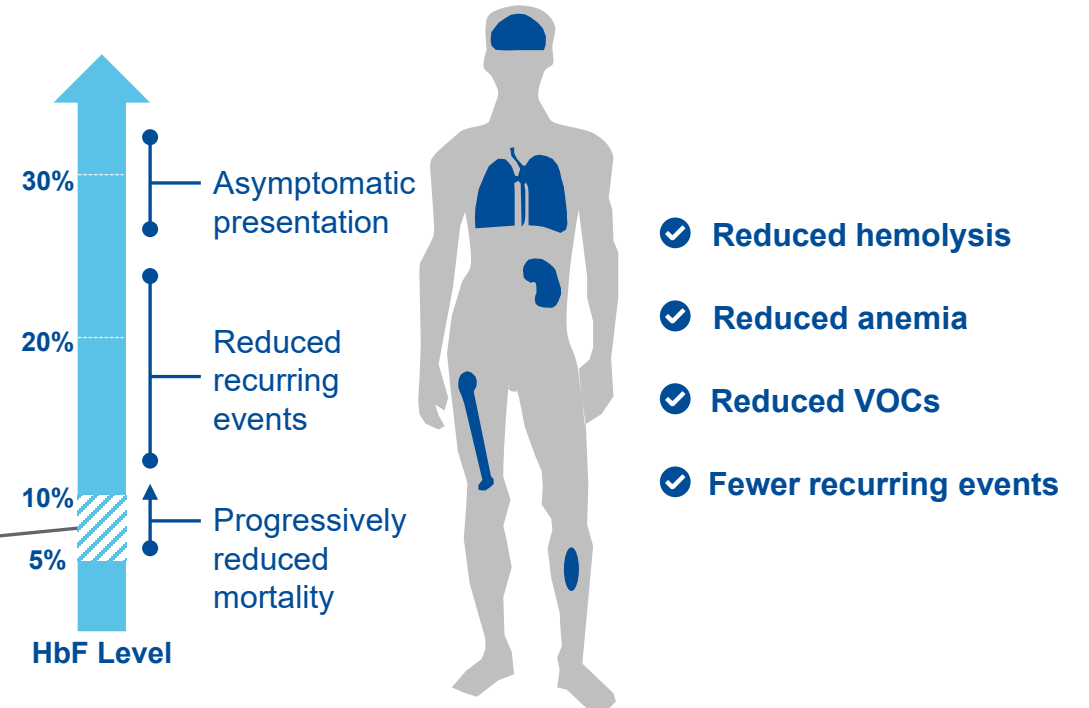 30%
Asymptomatic
presentation
20%
Reduced
recurring
events
10%
Progressively
reduced
mortality
5%
HbF Level
Reduced hemolysis
Reduced anemia
Reduced VOCs
Fewer recurring events